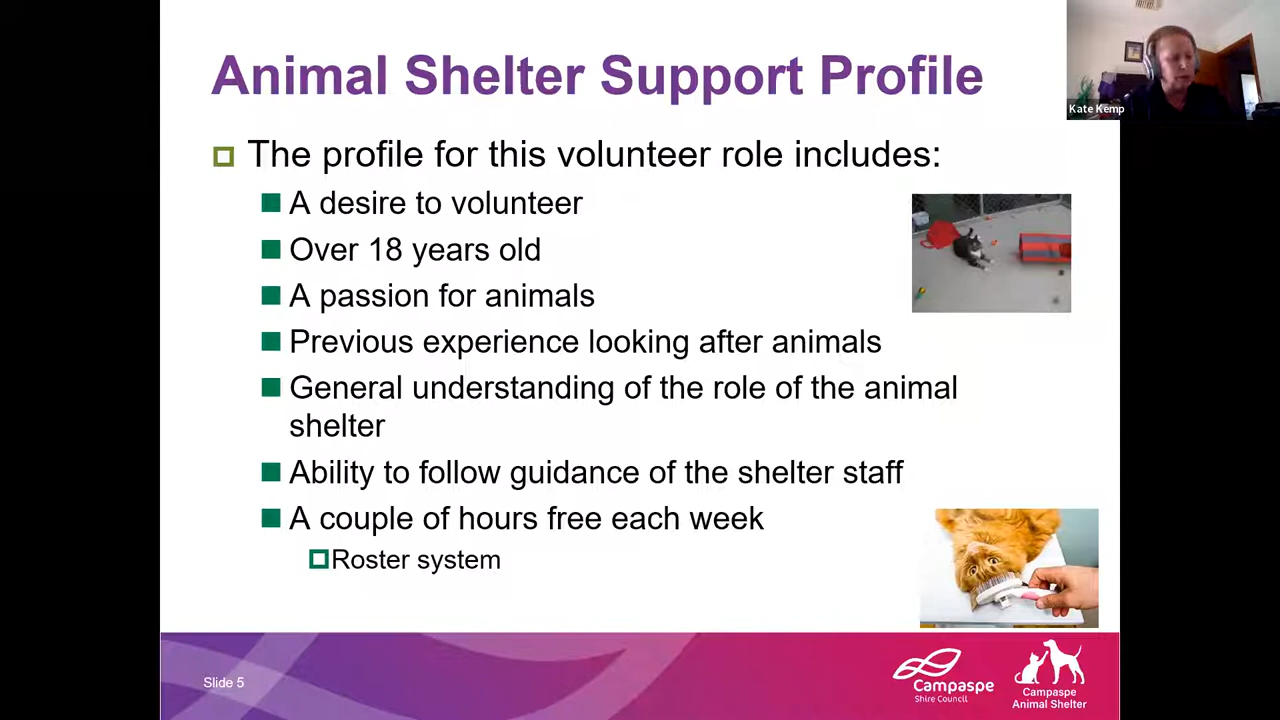 Animal Shelter Support Profile
Kate Kemp
The profile for this volunteer role includes:
A desire to volunteer
Over 18 years old
A passion for animals
Previous experience looking after animals
General understanding of the role of the animal
shelter
Ability to follow guidance of the shelter staff
A couple of hours free each week
Roster system
Slide 5
Campaspe
Shire Council
Campaspe
Animal Shelter